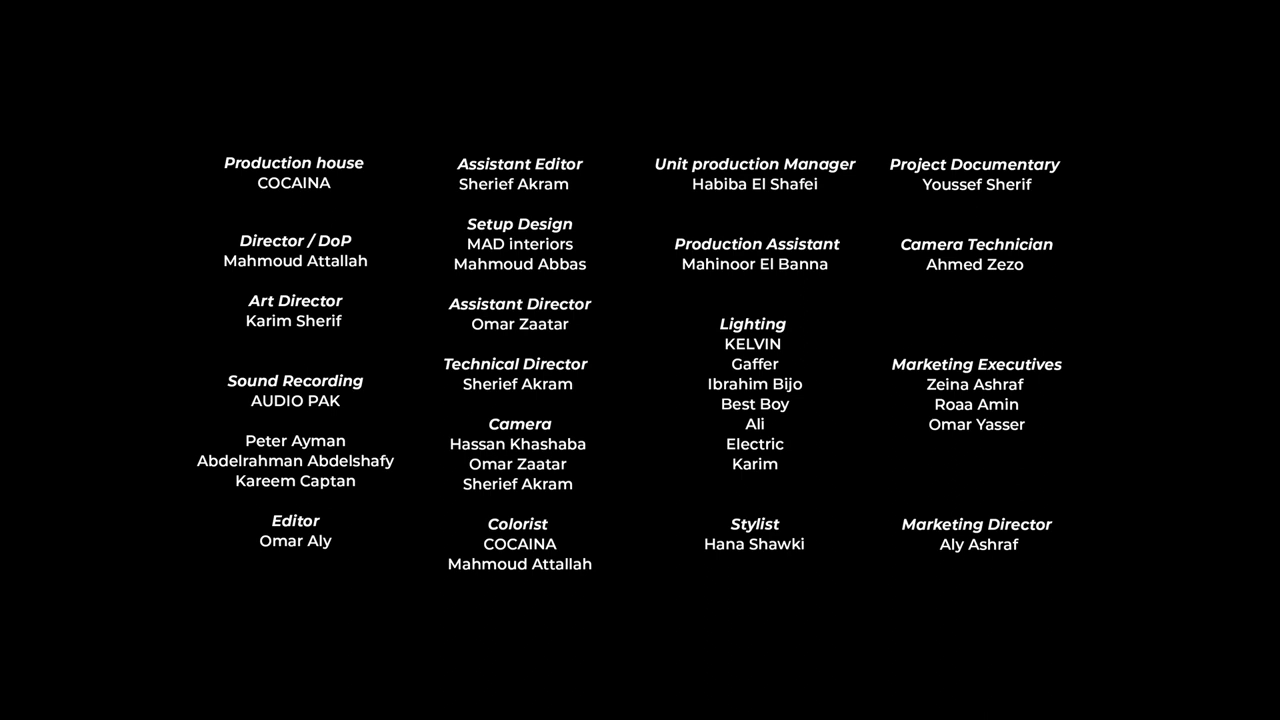 Production house
COCAINA
Director / DoP
Mahmoud Attallah
Art Director
Karim Sherif
Sound Recording
AUDIO PAK
Peter Ayman
Abdelrahman Abdelshafy
Kareem Captan
Editor
Omar Aly
Assistant Editor
Sherief Akram
Setup Design
MAD interiors
Mahmoud Abbas
Assistant Director
Omar Zaatar
Technical Director
Sherief Akram
Camera
Hassan Khashaba
Omar Zaatar
Sherief Akram
Colorist
COCAINA
Mahmoud Attallah
Unit production Manager
Habiba El Shafei
Production Assistant
Mahinoor El Banna
Lighting
KELVIN
Gaffer
Ibrahim Bijo
Best Boy
Ali
Electric
Karim
Stylist
Hana Shawki
Project Documentary
Youssef Sherif
Camera Technician
Ahmed Zezo
Marketing Executives
Zeina Ashraf
Roaa Amin
Omar Yasser
Marketing Director
Aly Ashraf